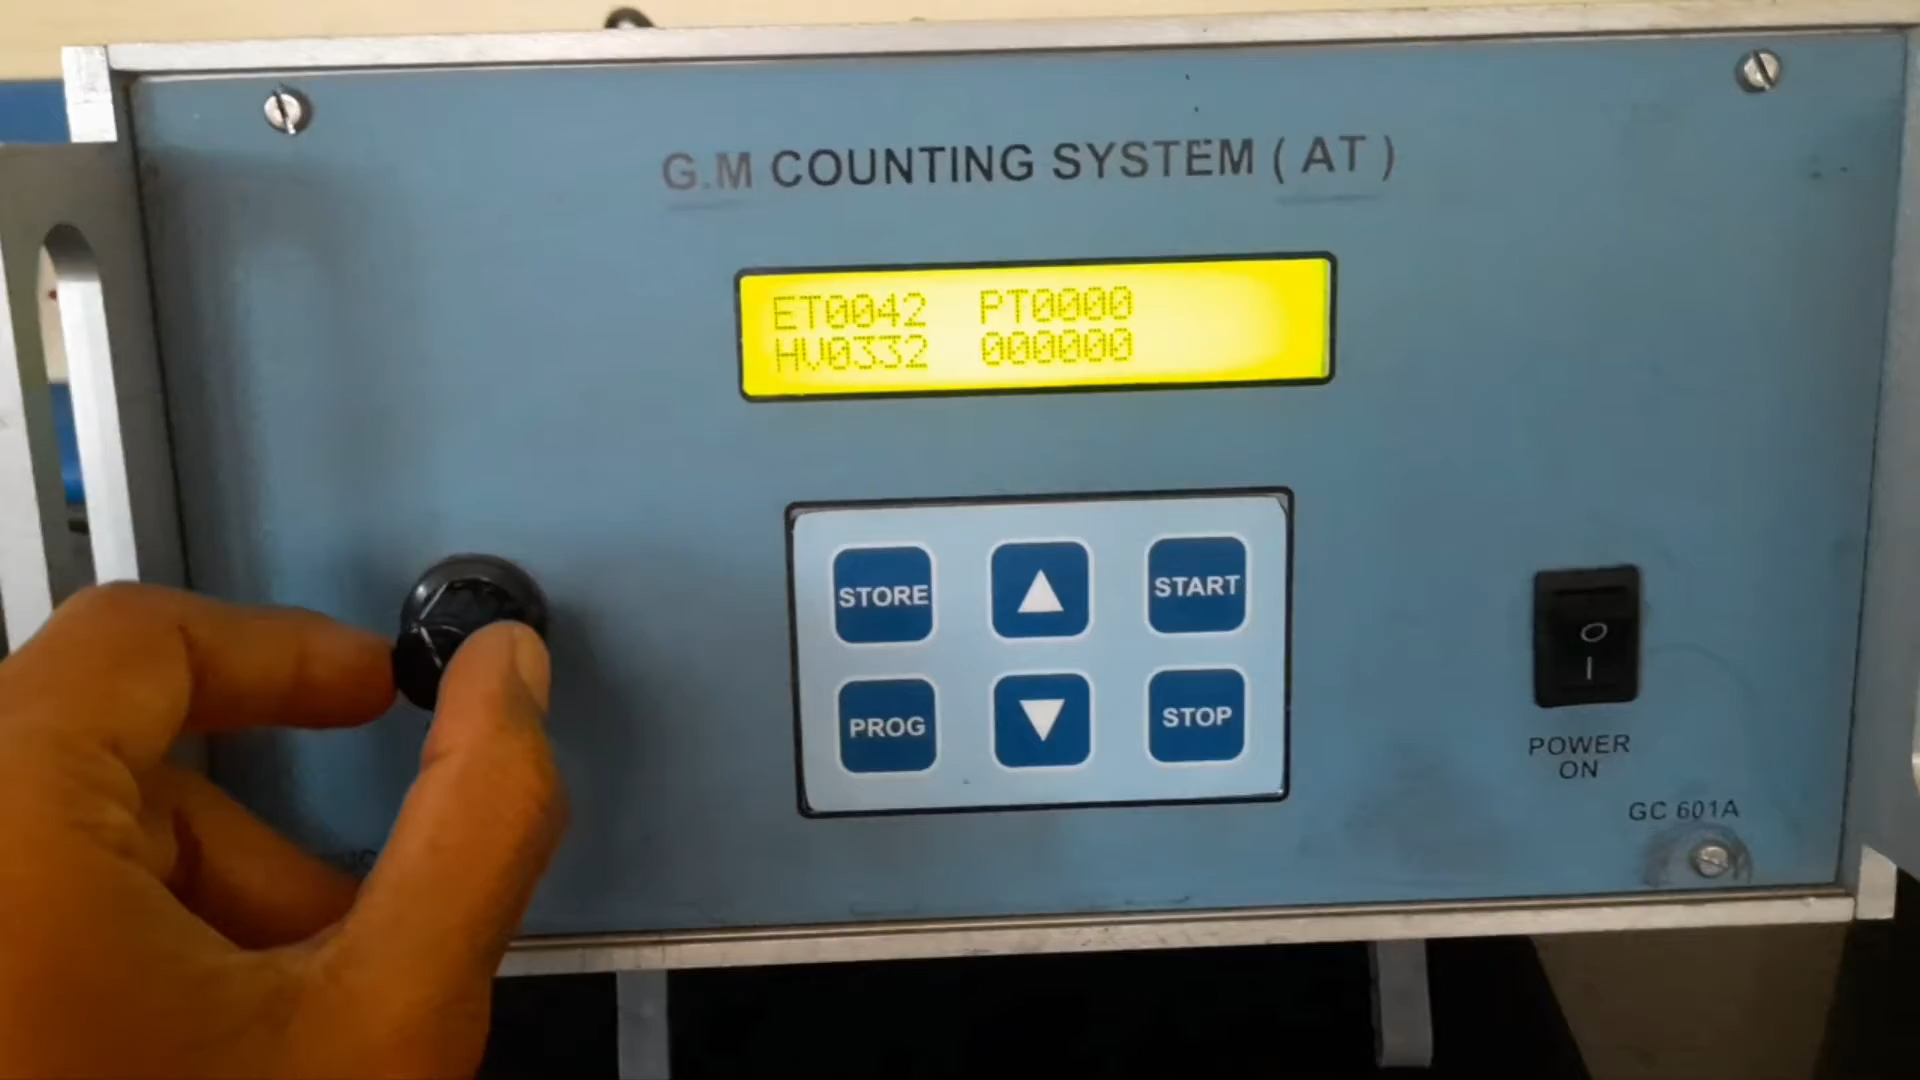 G.M COUNTING SYSTEM ( AT )
ET0042 PT0000
HV0332 000000
STORE
START
PROG
STOP
POWER
ON
GC 601A